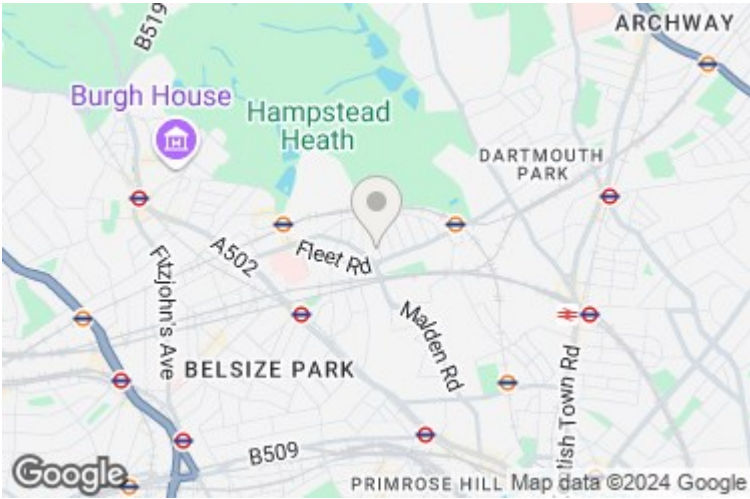 B519
ARCHWAY
Burgh House
Hampstead
Heath
DARTMOUTH
PARK
Fleet Rd
A502
Fitzjohn's Ave
Malden Rd
BELSIZE PARK
tish Town Rd
B509
Google
PRIMROSE HILL
Map data ©2024 Google